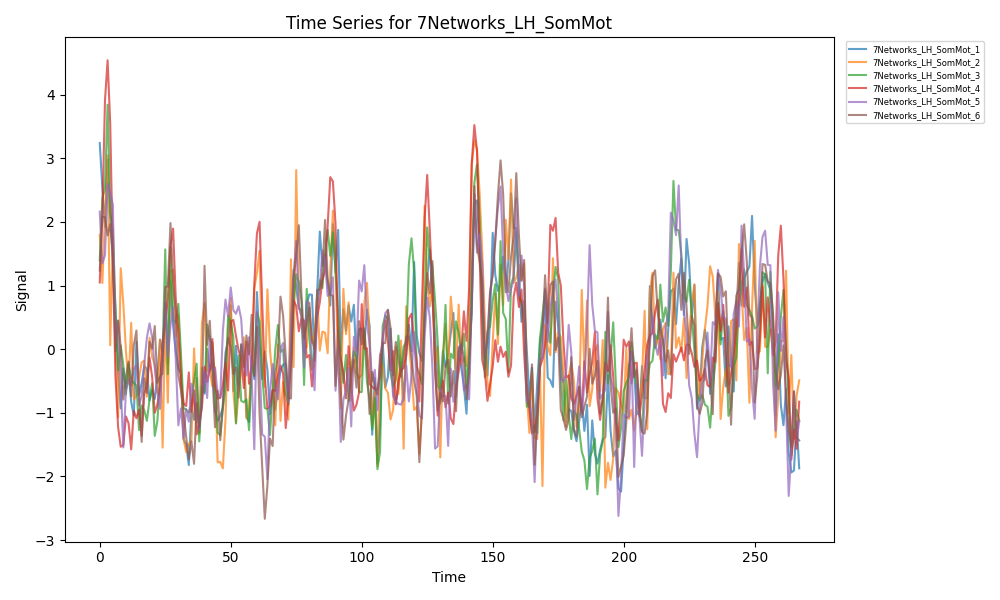 Time Series for 7Networks_LH_SomMot
7Networks_LH_SomMot_1
7Networks_LH_SomMot_2
7Networks_LH_SomMot_3
7Networks_LH_SomMot_4
7Networks_LH_SomMot_5
7Networks_LH_SomMot_6
Signal
4
3
2
1
0
−1
−2
−3
0 50 100 150 200 250
Time